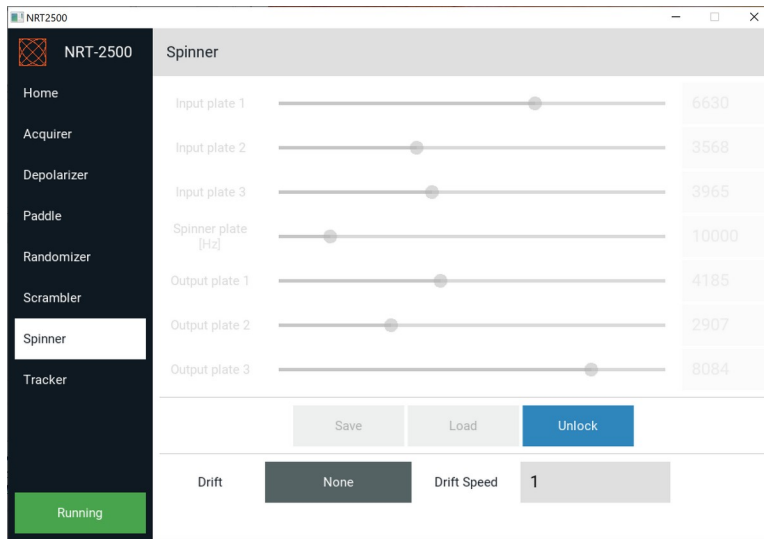 NRT2500
NRT-2500
Spinner
Home
Acquirer
Depolarizer
Paddle
Randomizer
Scrambler
Spinner
Tracker
Running
Input plate 1
6630
Input plate 2
3568
Input plate 3
3965
Spinner plate
[Hz]
10000
Output plate 1
4185
Output plate 2
2907
Output plate 3
8084
Save
Load
Unlock
Drift
None
Drift Speed
1